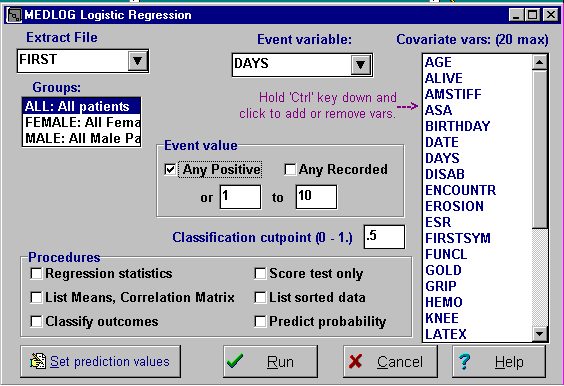 MEDLOG Logistic Regression
Extract File
Event variable:
Covariate vars: (20 max)
FIRST
DAYS
Groups:
ALL: All patients
FEMALE: All Fema
MALE: All Male Pa
Hold 'Ctrl' key down and
click to add or remove vars.
--->
Event value
Any Positive
Any Recorded
or 1 to 10
Classification cutpoint (0 - 1.) .5
AGE
ALIVE
AMSTIFF
ASA
BIRTHDAY
DATE
DAYS
DISAB
ENCOUNTR
EROSION
ESR
FIRSTSYM
FUNCL
GOLD
GRIP
HEMO
KNEE
LATEX
Procedures
Regression statistics
Score test only
List Means, Correlation Matrix
List sorted data
Classify outcomes
Predict probability
Set prediction values
Run
Cancel
? Help